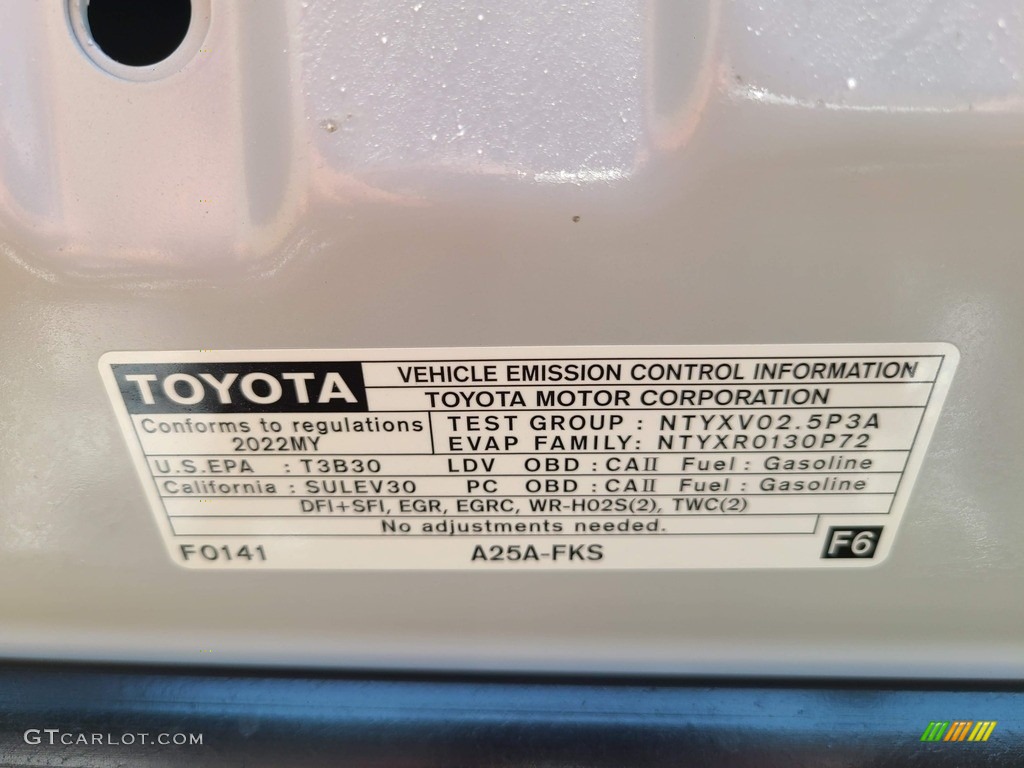 TOYOTA VEHICLE EMISSION CONTROL INFORMATION
TOYOTA MOTOR CORPORATION
Conforms to regulations TEST GROUP : NTYXV02.5P3A
2022MY EVAP FAMILY: NTYXR0130P72
U.S.EPA : T3B30 LDV OBD : CAII Fuel : Gasoline
California : SULEV30 PC OBD : CAII Fuel : Gasoline
DFI+SFI, EGR, EGRC, WR-HO2S(2), TWC(2)
No adjustments needed.
F0141 A25A-FKS F6
GTCARLOT.COM